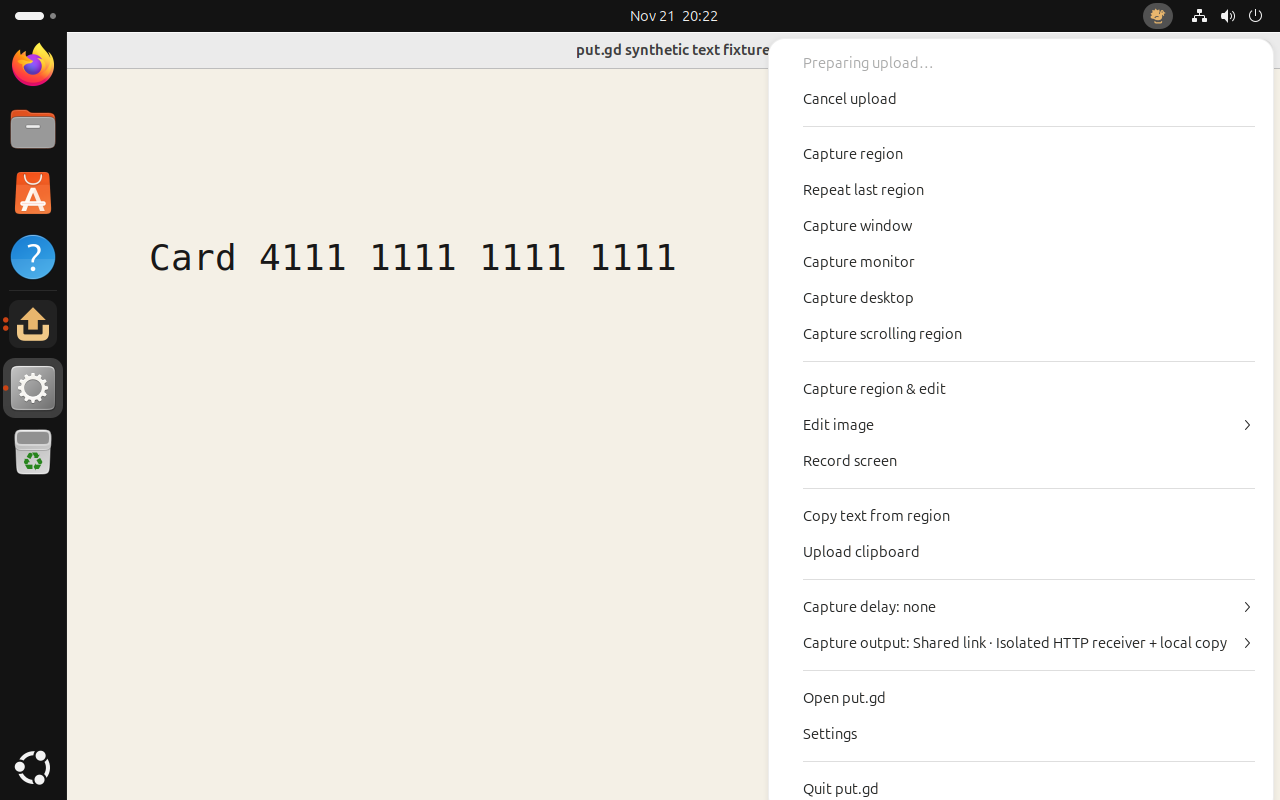 Nov 21 20:22
put.gd synthetic text fixture
Card 4111 1111 1111 1111
Preparing upload…
Cancel upload
Capture region
Repeat last region
Capture window
Capture monitor
Capture desktop
Capture scrolling region
Capture region & edit
Edit image
Record screen
Copy text from region
Upload clipboard
Capture delay: none
Capture output: Shared link · Isolated HTTP receiver + local copy
Open put.gd
Settings
Quit put.gd